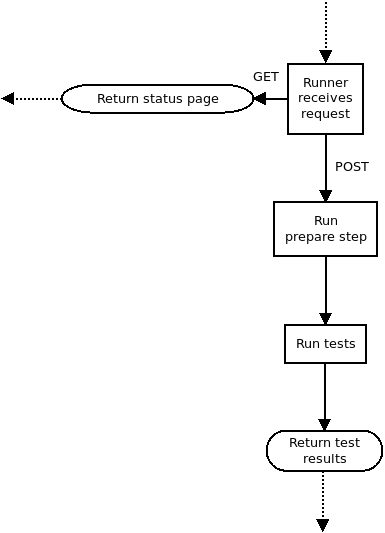 GET
Runner
receives
request
Return status page
POST
Run
prepare step
Run tests
Return test
results